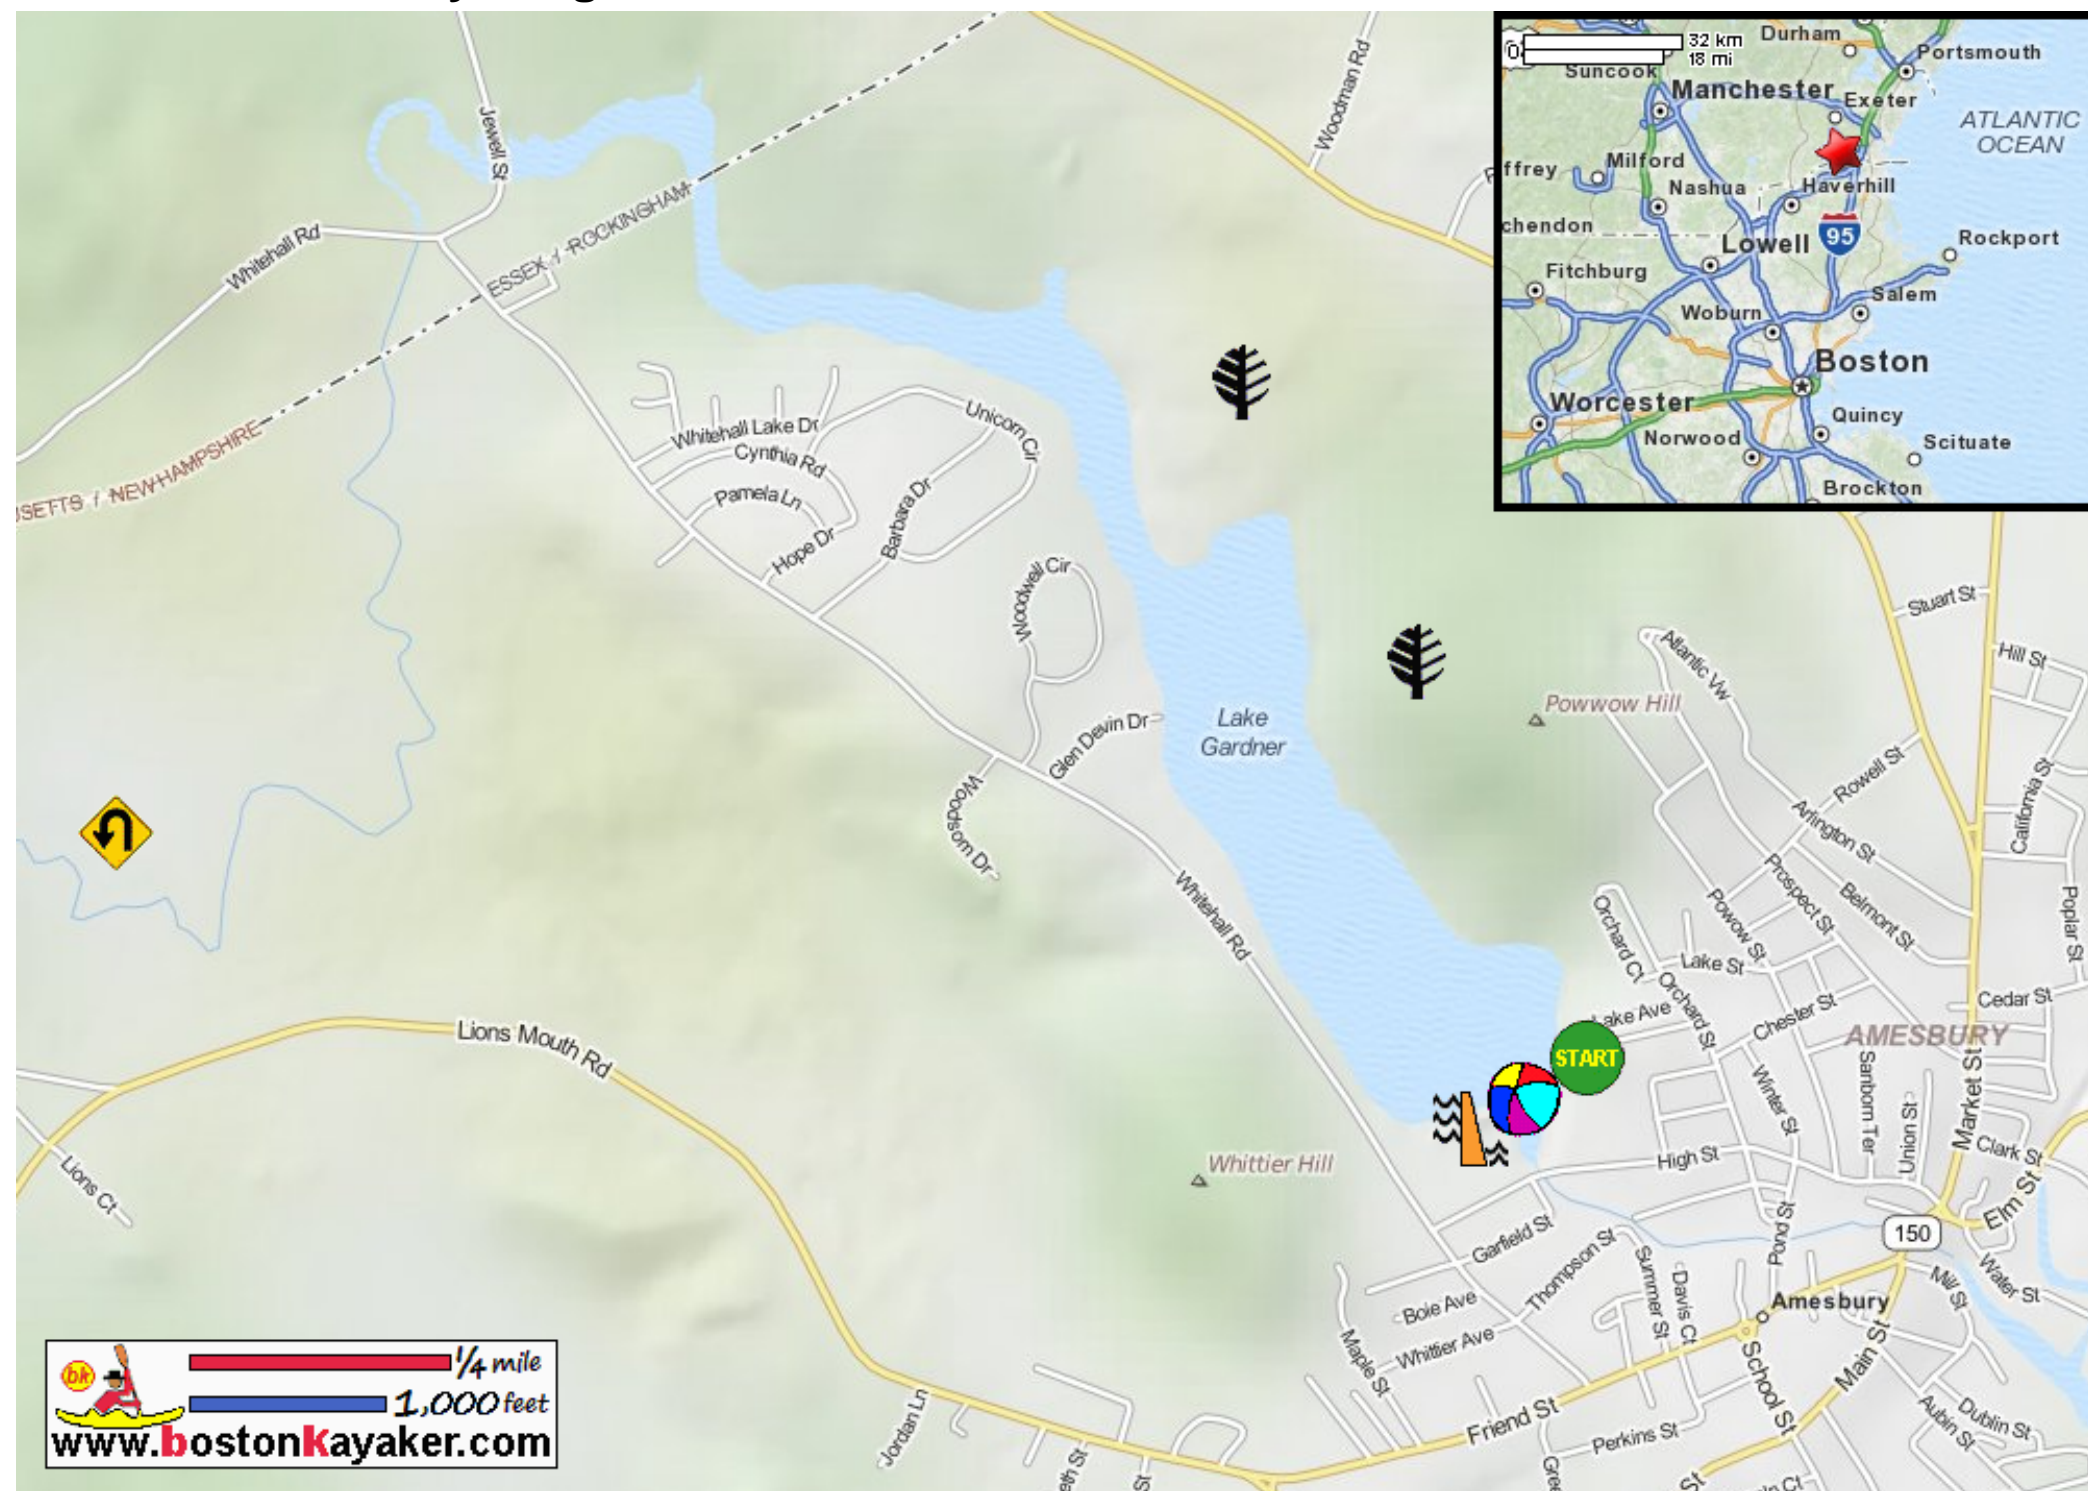 Jewell St
Woodman Rd
Whitehall Rd
ESSEX / ROCKINGHAM
SETTS / NEW HAMPSHIRE
32 km
18 mi
Durham
Portsmouth
Suncook
Manchester
Exeter
ATLANTIC
OCEAN
ffrey
Milford
Nashua
Haverhill
chendon
Lowell
95
Rockport
Fitchburg
Salem
Woburn
Boston
Worcester
Quincy
Norwood
Scituate
Brockton
Whitehall Lake Dr
Unicorn Cir
Cynthia Rd
Pamela Ln
Barbara Dr
Hope Dr
Woodwell Cir
Stuart St
Hill St
Atlantic Vw
Powwow Hill
Lake
Gardner
Glen Devin Dr
Woodsom Dr
Rowell St
California St
Arlington St
Whitehall Rd
Prospect St
Belmont St
Powow St
Poplar St
Orchard Ct
Lake St
Orchard St
Cedar St
Lake Ave
Chester St
AMESBURY
START
Lions Mouth Rd
Winter St
Sanborn Ter
Union St
Market St
Clark St
Lions Ct
Whittier Hill
High St
Elm St
Garfield St
Pond St
150
Thompson St
Summer St
Davis Ct
Mill St
Water St
Boie Ave
Amesbury
Whittier Ave
Maple St
School St
Main St
Jordan Ln
Friend St
Perkins St
Aubin St
Dublin St
eth St
St
Gree
St
n Ct
bk
1/4 mile
1,000 feet
www.bostonkayaker.com